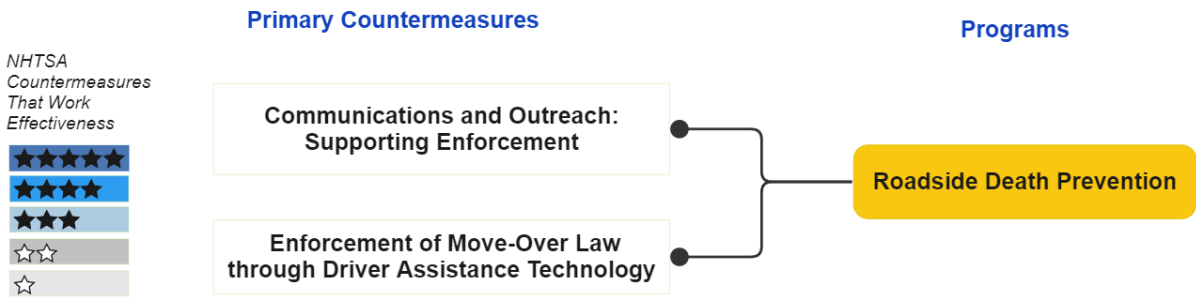 Primary Countermeasures
Programs
NHTSA
Countermeasures
That Work
Effectiveness
Communications and Outreach:
Supporting Enforcement
Enforcement of Move-Over Law
through Driver Assistance Technology
Roadside Death Prevention